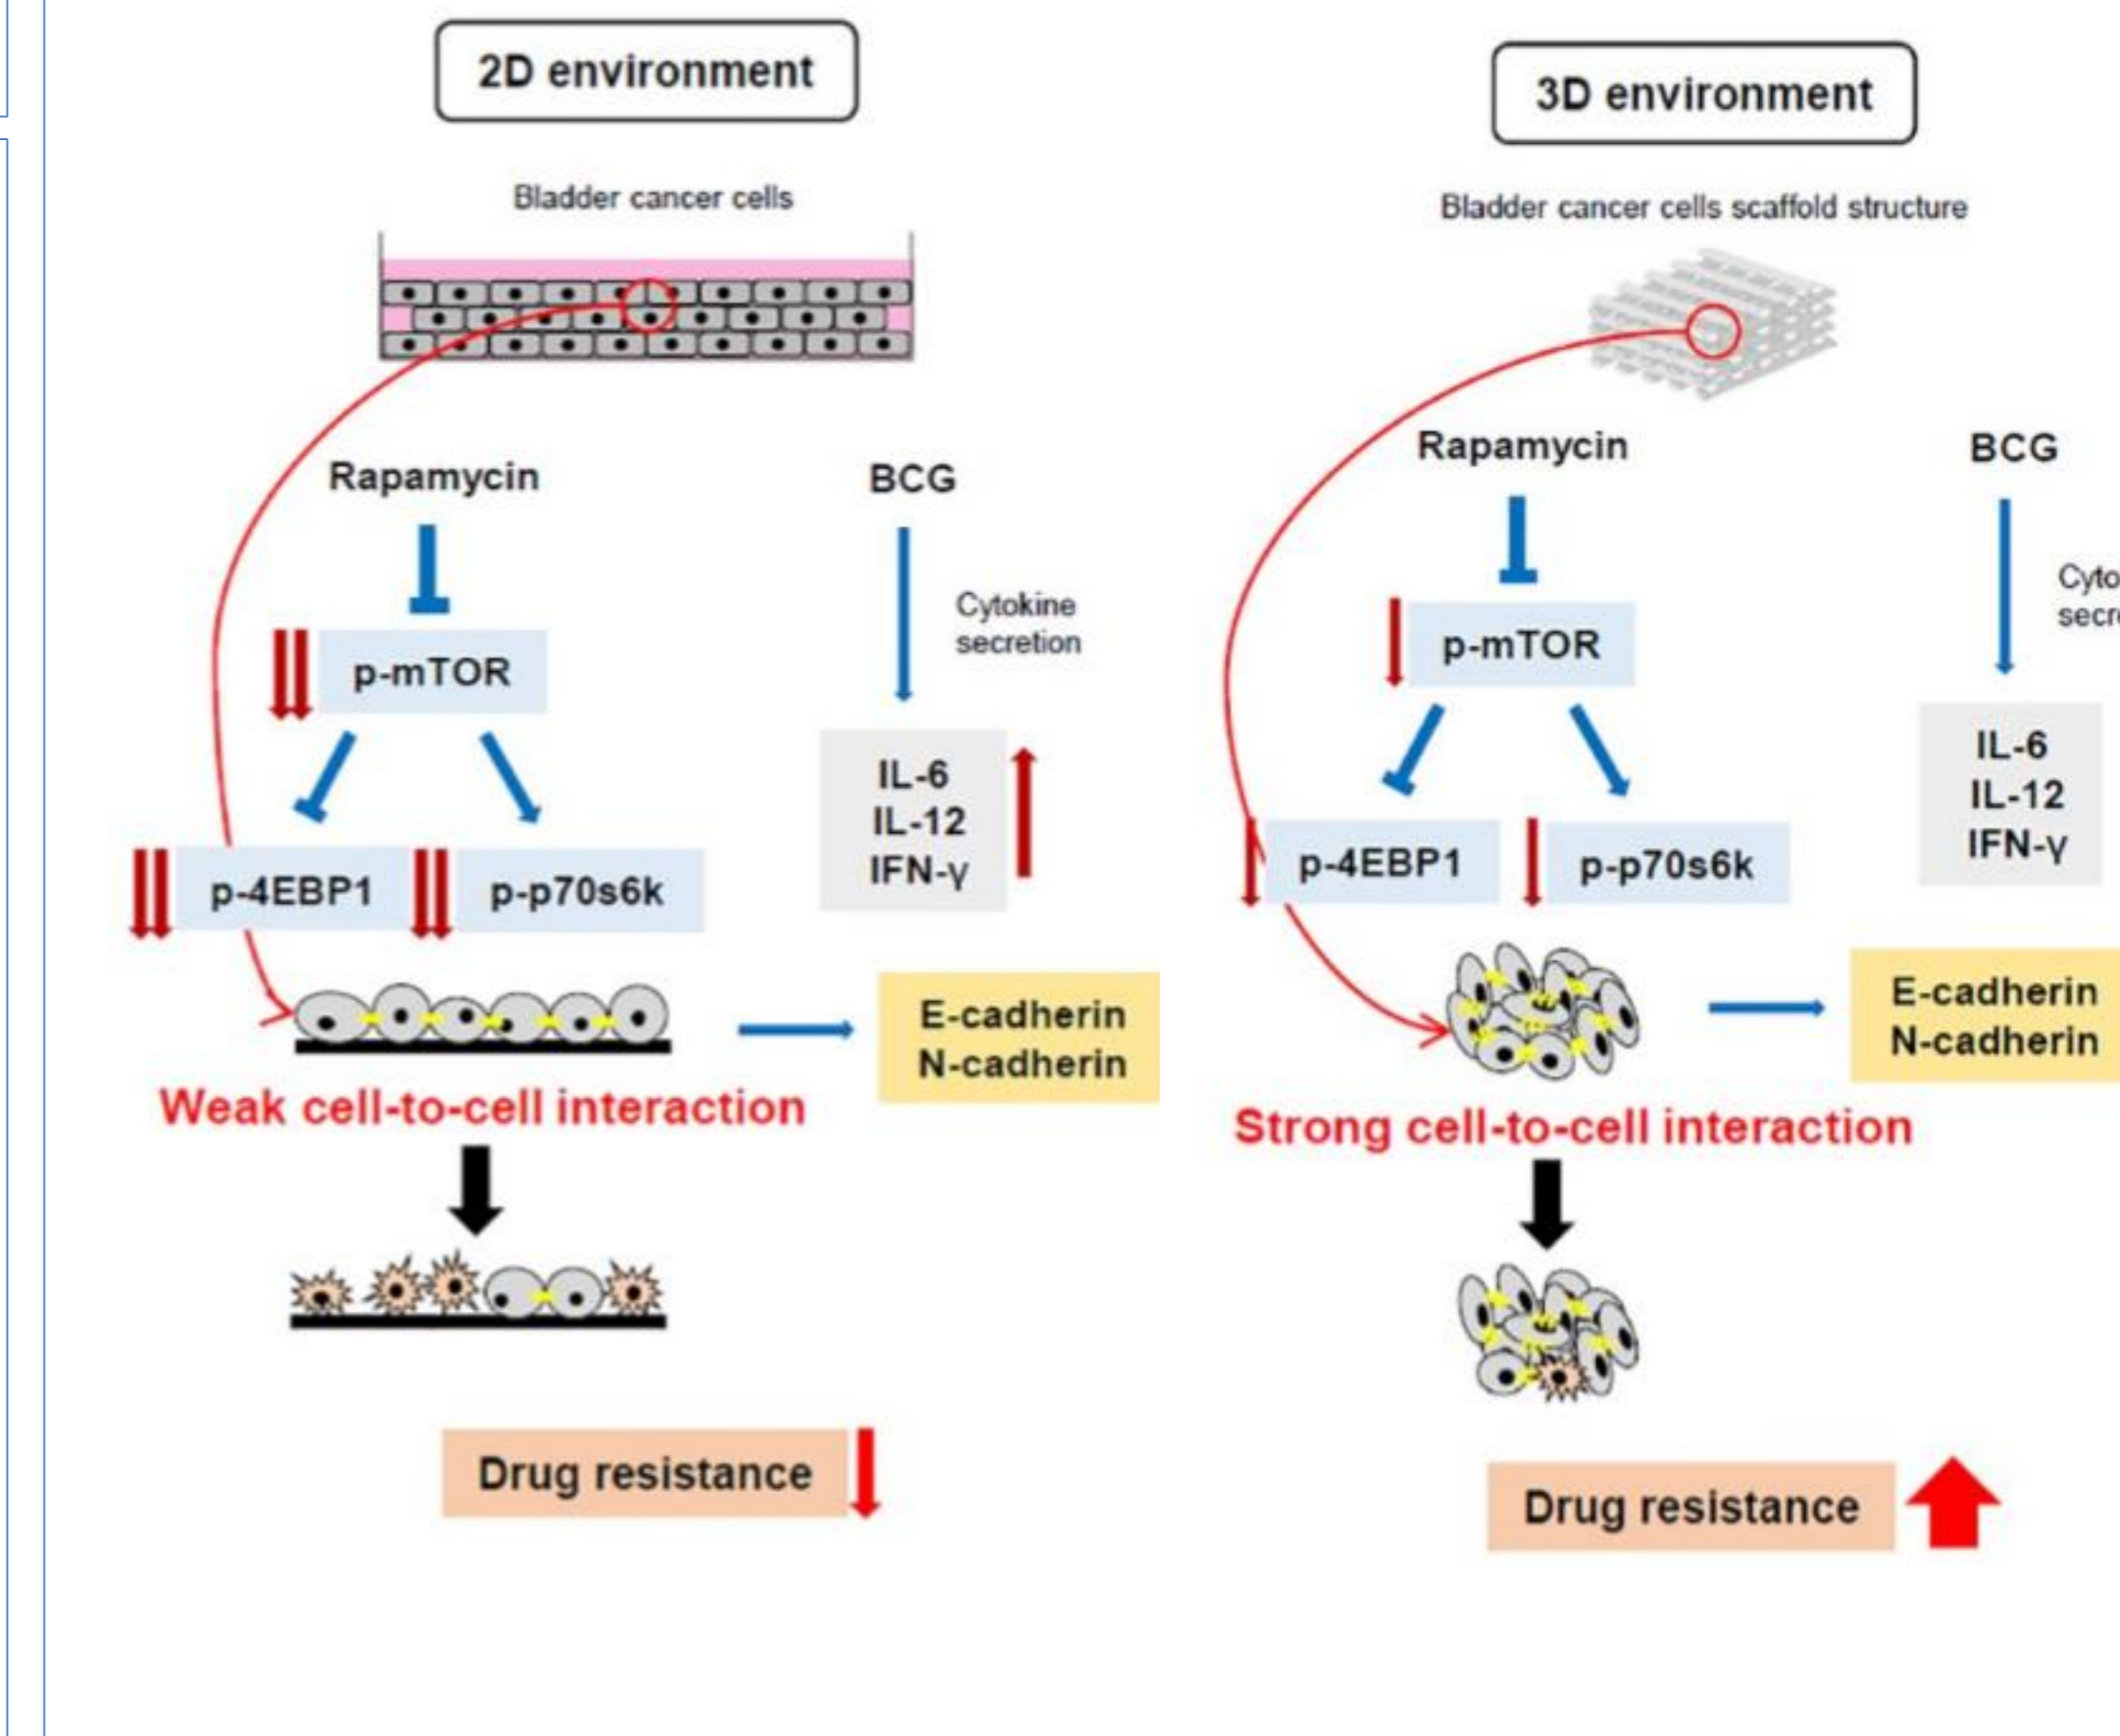 2D environment
Bladder cancer cells
Rapamycin
BCG
Cytokine
secretion
p-mTOR
IL-6
IL-12
IFN-γ
p-4EBP1
p-p70s6k
E-cadherin
N-cadherin
Weak cell-to-cell interaction
Drug resistance
3D environment
Bladder cancer cells scaffold structure
Rapamycin
BCG
Cyto
secr
p-mTOR
IL-6
IL-12
IFN-γ
p-4EBP1
p-p70s6k
E-cadherin
N-cadherin
Strong cell-to-cell interaction
Drug resistance